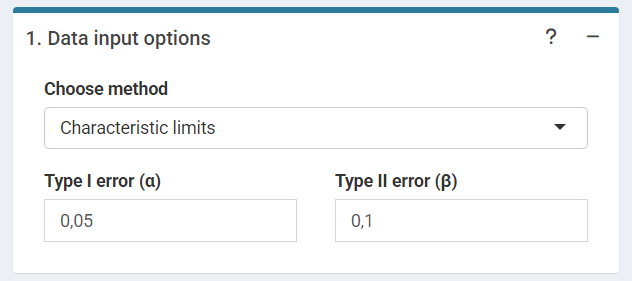 1. Data input options ? −
Choose method
Characteristic limits
Type I error (α) Type II error (β)
0,05 0,1